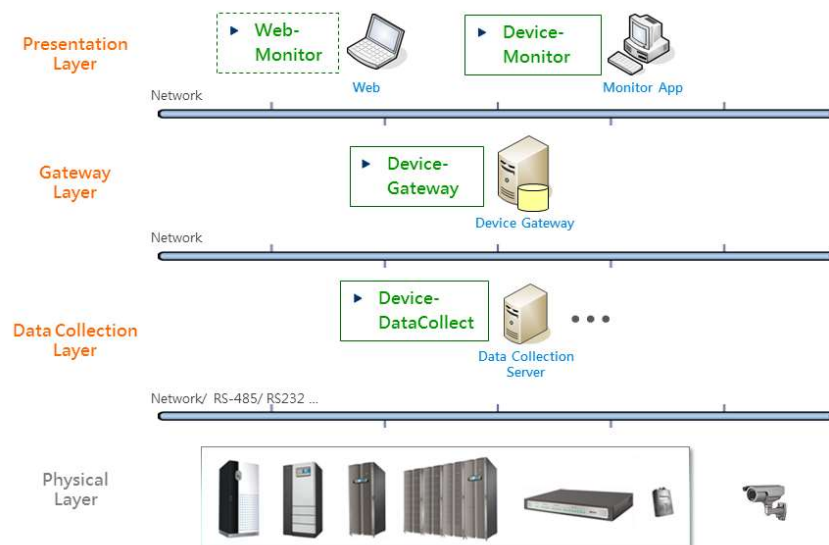 Presentation
Layer
Web-
Monitor
Web
Device-
Monitor
Monitor App
Network
Gateway
Layer
Device-
Gateway
Device Gateway
Network
Data Collection
Layer
Device-
DataCollect
Data Collection
Server
Network/ RS-485/ RS232 ...
Physical
Layer